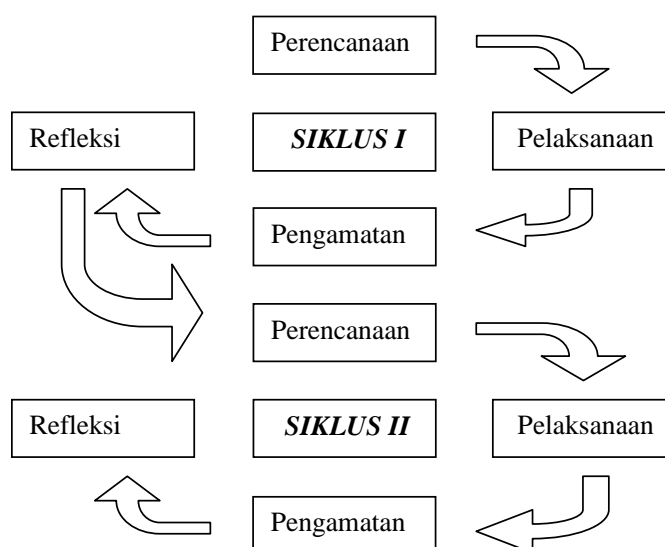 Perencanaan
Refleksi
SIKLUS I
Pelaksanaan
Pengamatan
Perencanaan
Refleksi
SIKLUS II
Pelaksanaan
Pengamatan